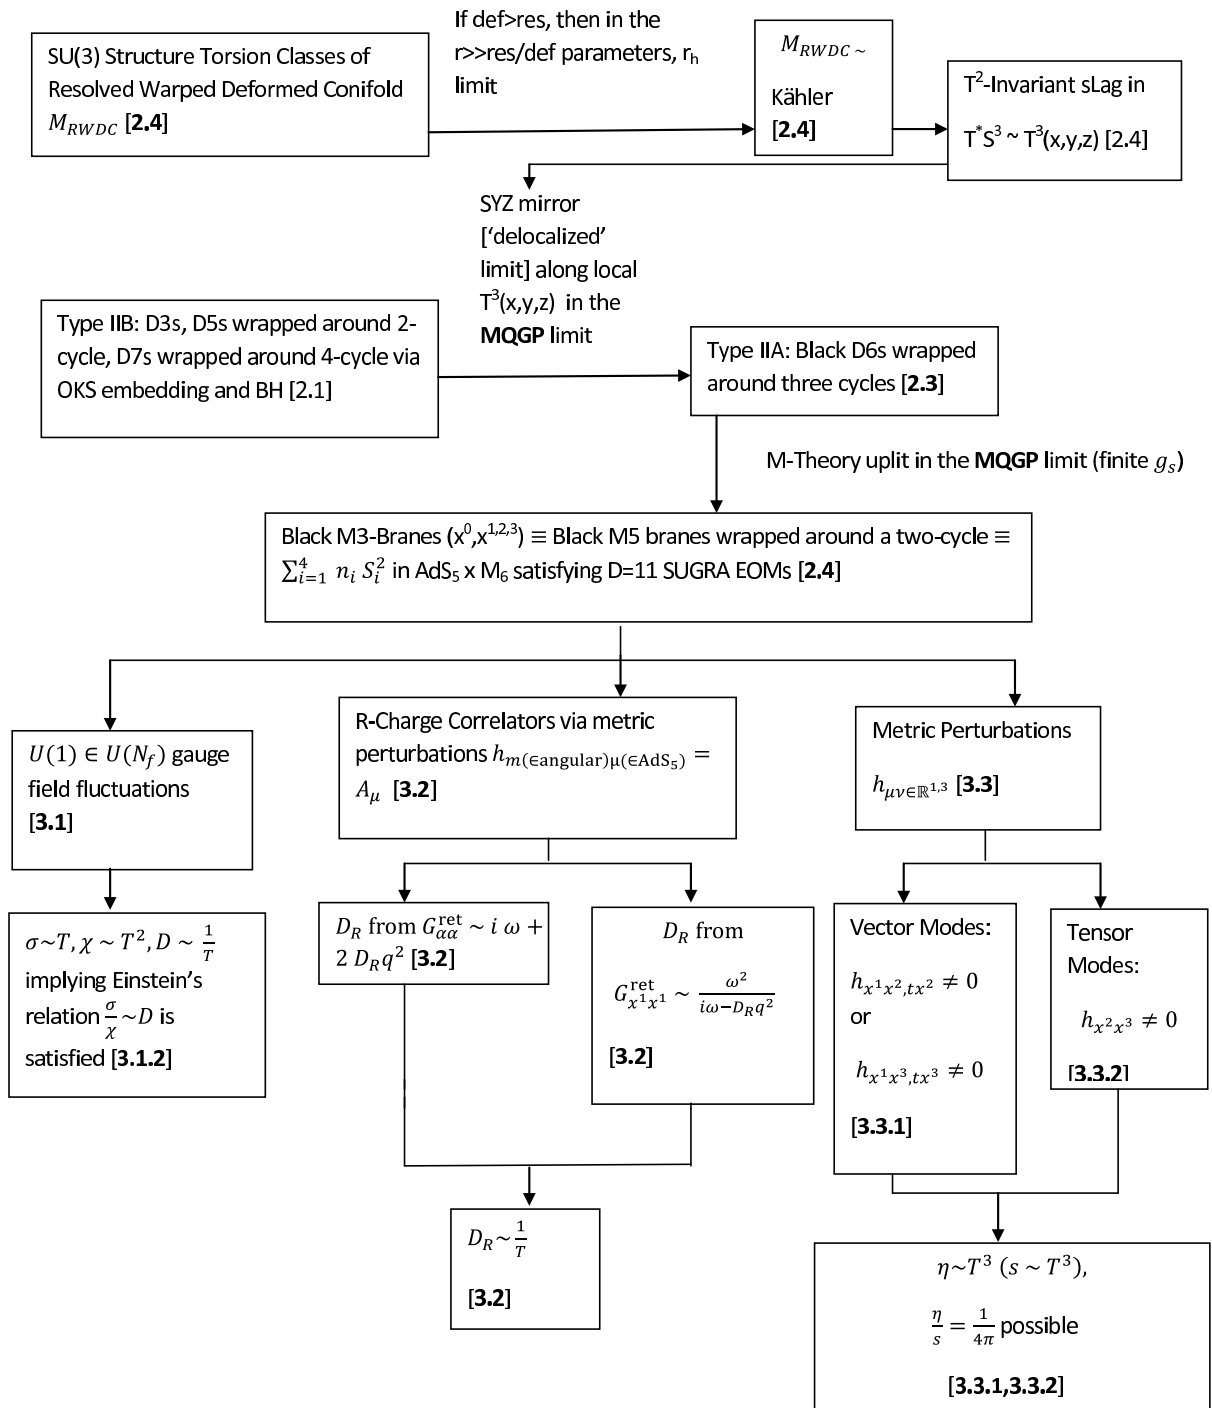 If def>res, then in the
r>>res/def parameters, rₕ
limit
SU(3) Structure Torsion Classes of
Resolved Warped Deformed Conifold
M_RWDC [2.4]
M_RWDC ~
Kähler
[2.4]
T²-Invariant sLag in
T*S³ ~ T³(x,y,z) [2.4]
SYZ mirror
[‘delocalized’
limit] along local
T³(x,y,z) in the
MQGP limit
Type IIB: D3s, D5s wrapped around 2-
cycle, D7s wrapped around 4-cycle via
OKS embedding and BH [2.1]
Type IIA: Black D6s wrapped
around three cycles [2.3]
M-Theory uplit in the MQGP limit (finite g_s)
Black M3-Branes (x⁰,x^{1,2,3}) ≡ Black M5 branes wrapped around a two-cycle ≡
∑_{i=1}^{4} n_i S_i^2 in AdS₅ x M₆ satisfying D=11 SUGRA EOMs [2.4]
U(1) ∈ U(N_f) gauge
field fluctuations
[3.1]
R-Charge Correlators via metric
perturbations h_{m(∈angular)μ(∈AdS₅)} =
A_μ [3.2]
Metric Perturbations
h_{μν∈ℝ^{1,3}} [3.3]
σ~T, χ ~ T², D ~ 1/T
implying Einstein’s
relation σ/χ ~D is
satisfied [3.1.2]
D_R from G_{αα}^{ret} ~ i ω +
2 D_R q² [3.2]
D_R from
G_{x¹x¹}^{ret} ~ ω²/(iω−D_R q²)
[3.2]
Vector Modes:
h_{x¹x²,tx²} ≠ 0
or
h_{x¹x³,tx³} ≠ 0
[3.3.1]
Tensor
Modes:
h_{x²x³} ≠ 0
[3.3.2]
D_R~1/T
[3.2]
η~T³ (s ~ T³),
η/s = 1/4π possible
[3.3.1,3.3.2]